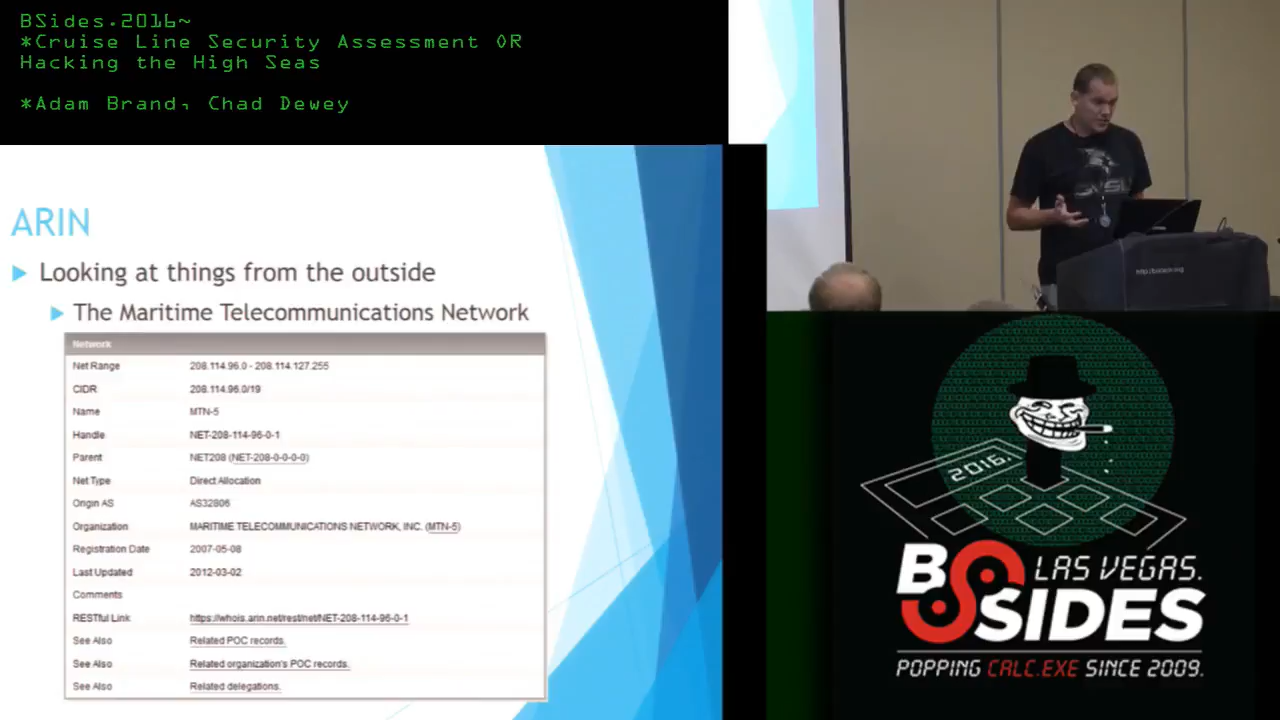 BSides.2016~
*Cruise Line Security Assessment OR
Hacking the High Seas
*Adam Brand, Chad Dewey
ARIN
Looking at things from the outside
The Maritime Telecommunications Network
Network
Net Range 208.114.96.0 - 208.114.127.255
CIDR 208.114.96.0/19
Name MTN-5
Handle NET-208-114-96-0-1
Parent NET208 (NET-208-0-0-0-0)
Net Type Direct Allocation
Origin AS AS32806
Organization MARITIME TELECOMMUNICATIONS NETWORK, INC. (MTN-5)
Registration Date 2007-05-08
Last Updated 2012-03-02
Comments
RESTful Link https://whois.arin.net/rest/net/NET-208-114-96-0-1
See Also Related POC records.
See Also Related organization's POC records.
See Also Related delegations.
2016.
BSIDES
LAS VEGAS.
POPPING CALC.EXE SINCE 2009.